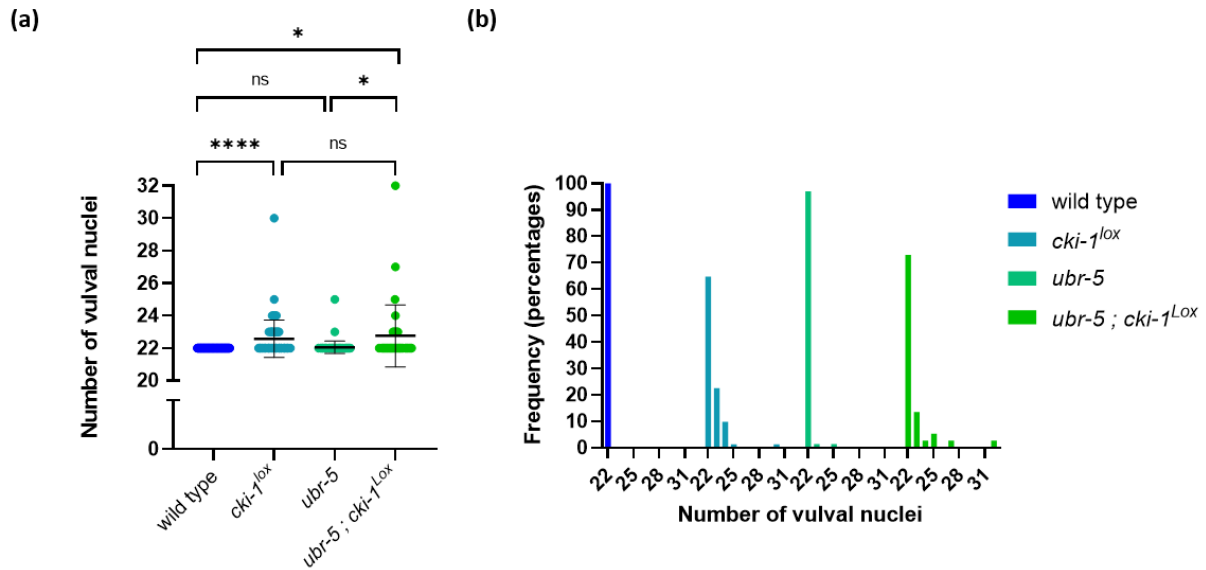 (a)
*
ns
*
****
ns
Number of vulval nuclei
32
30
28
26
24
22
20
0
wild type
cki-1lox
ubr-5
ubr-5 ; cki-1Lox
(b)
Frequency (percentages)
100
90
80
70
60
50
40
30
20
10
0
22 25 28 31 22 25 28 31 22 25 28 31 22 25 28 31
Number of vulval nuclei
wild type
cki-1lox
ubr-5
ubr-5 ; cki-1Lox